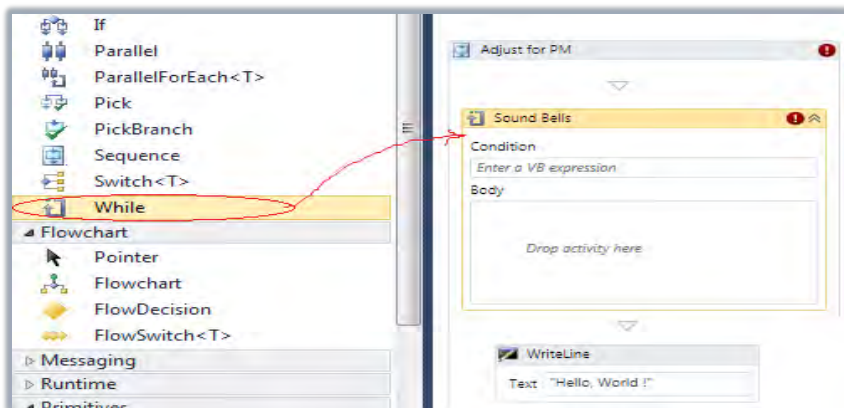 If
Parallel
ParallelForEach<T>
Pick
PickBranch
Sequence
Switch<T>
While
Flowchart
Pointer
Flowchart
FlowDecision
FlowSwitch<T>
Messaging
Runtime
Primitives
Adjust for PM
Sound Bells
Condition
Enter a VB expression
Body
Drop activity here
WriteLine
Text "Hello, World !"